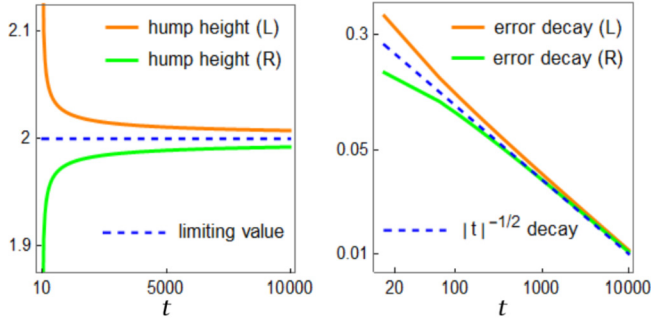 2.1
hump height (L)
hump height (R)
2
limiting value
1.9
10
5000
10000
t
0.3
error decay (L)
error decay (R)
0.05
|t|^{-1/2} decay
0.01
20
100
1000
10000
t